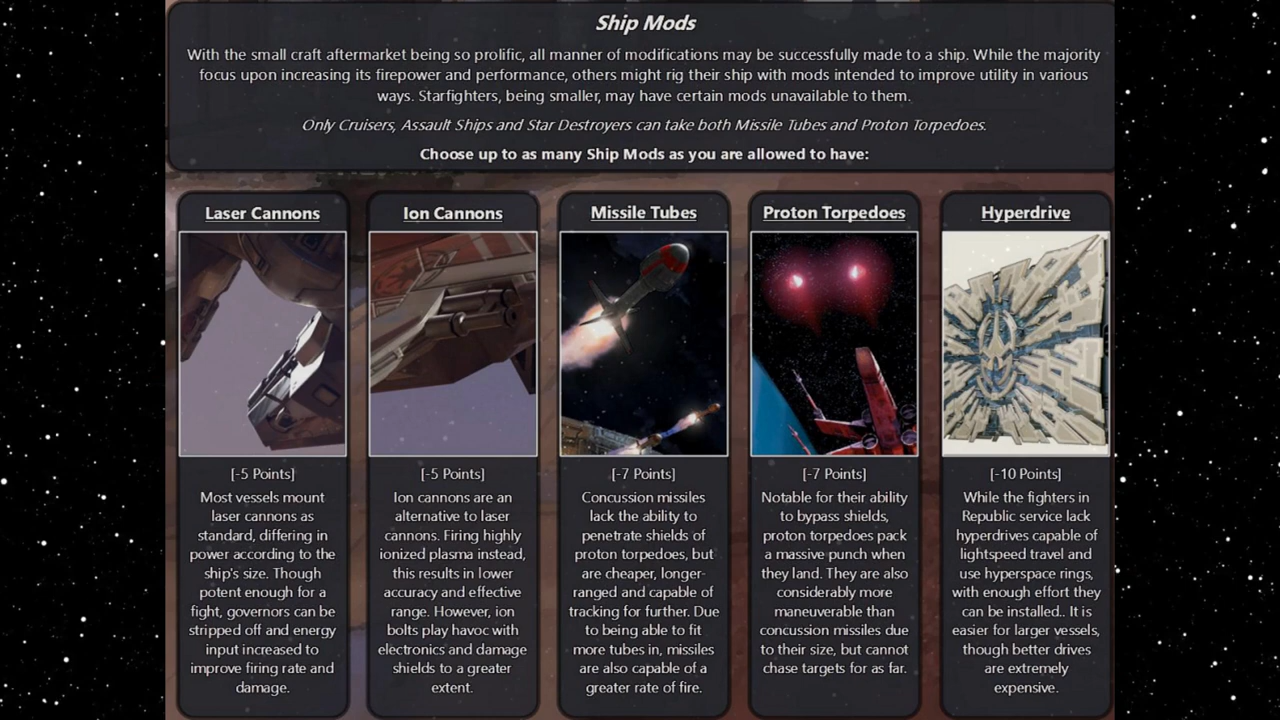 Ship Mods
With the small craft aftermarket being so prolific, all manner of modifications may be successfully made to a ship. While the majority
focus upon increasing its firepower and performance, others might rig their ship with mods intended to improve utility in various
ways. Starfighters, being smaller, may have certain mods unavailable to them.
Only Cruisers, Assault Ships and Star Destroyers can take both Missile Tubes and Proton Torpedoes.
Choose up to as many Ship Mods as you are allowed to have:
Laser Cannons
[-5 Points]
Most vessels mount
laser cannons as
standard, differing in
power according to the
ship's size. Though
potent enough for a
fight, governors can be
stripped off and energy
input increased to
improve firing rate and
damage.
Ion Cannons
[-5 Points]
Ion cannons are an
alternative to laser
cannons. Firing highly
ionized plasma instead,
this results in lower
accuracy and effective
range. However, ion
bolts play havoc with
electronics and damage
shields to a greater
extent.
Missile Tubes
[-7 Points]
Concussion missiles
lack the ability to
penetrate shields of
proton torpedoes, but
are cheaper, longer-
ranged and capable of
tracking for further. Due
to being able to fit
more tubes in, missiles
are also capable of a
greater rate of fire.
Proton Torpedoes
[-7 Points]
Notable for their ability
to bypass shields,
proton torpedoes pack
a massive punch when
they land. They are also
considerably more
maneuverable than
concussion missiles due
to their size, but cannot
chase targets for as far.
Hyperdrive
[-10 Points]
While the fighters in
Republic service lack
hyperdrives capable of
lightspeed travel and
use hyperspace rings,
with enough effort they
can be installed.. It is
easier for larger vessels,
though better drives
are extremely
expensive.